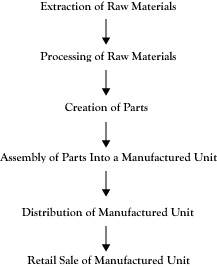 Extraction of Raw Materials
Processing of Raw Materials
Creation of Parts
Assembly of Parts Into a Manufactured Unit
Distribution of Manufactured Unit
Retail Sale of Manufactured Unit